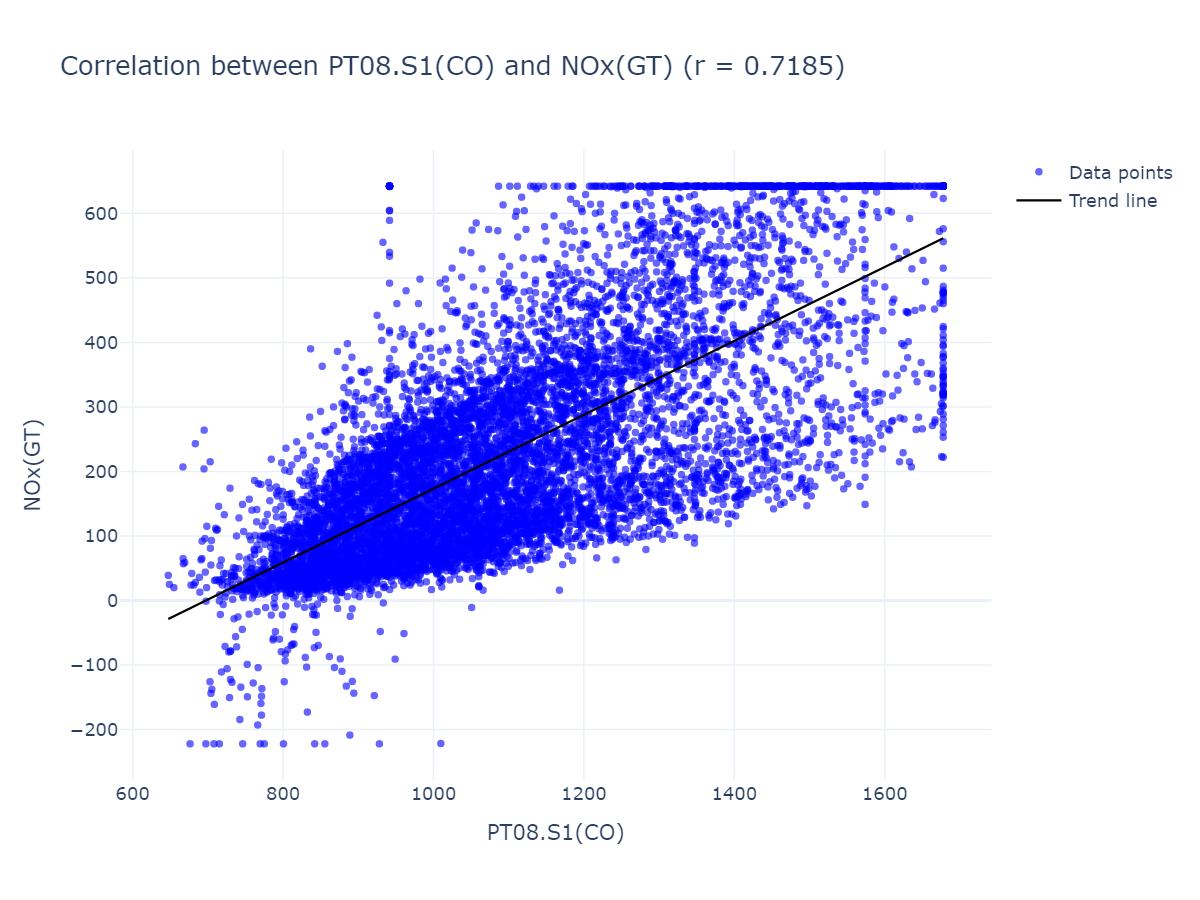 Correlation between PT08.S1(CO) and NOx(GT) (r = 0.7185)
Data points
Trend line
NOx(GT)
600
500
400
300
200
100
0
−100
−200
600 800 1000 1200 1400 1600
PT08.S1(CO)